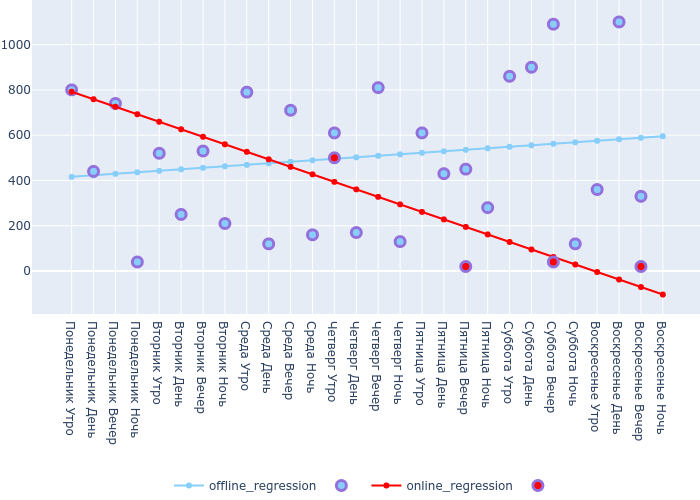 1000
800
600
400
200
0
Понедельник Утро
Понедельник День
Понедельник Вечер
Понедельник Ночь
Вторник Утро
Вторник День
Вторник Вечер
Вторник Ночь
Среда Утро
Среда День
Среда Вечер
Среда Ночь
Четверг Утро
Четверг День
Четверг Вечер
Четверг Ночь
Пятница Утро
Пятница День
Пятница Вечер
Пятница Ночь
Суббота Утро
Суббота День
Суббота Вечер
Суббота Ночь
Воскресенье Утро
Воскресенье День
Воскресенье Вечер
Воскресенье Ночь
offline_regression online_regression